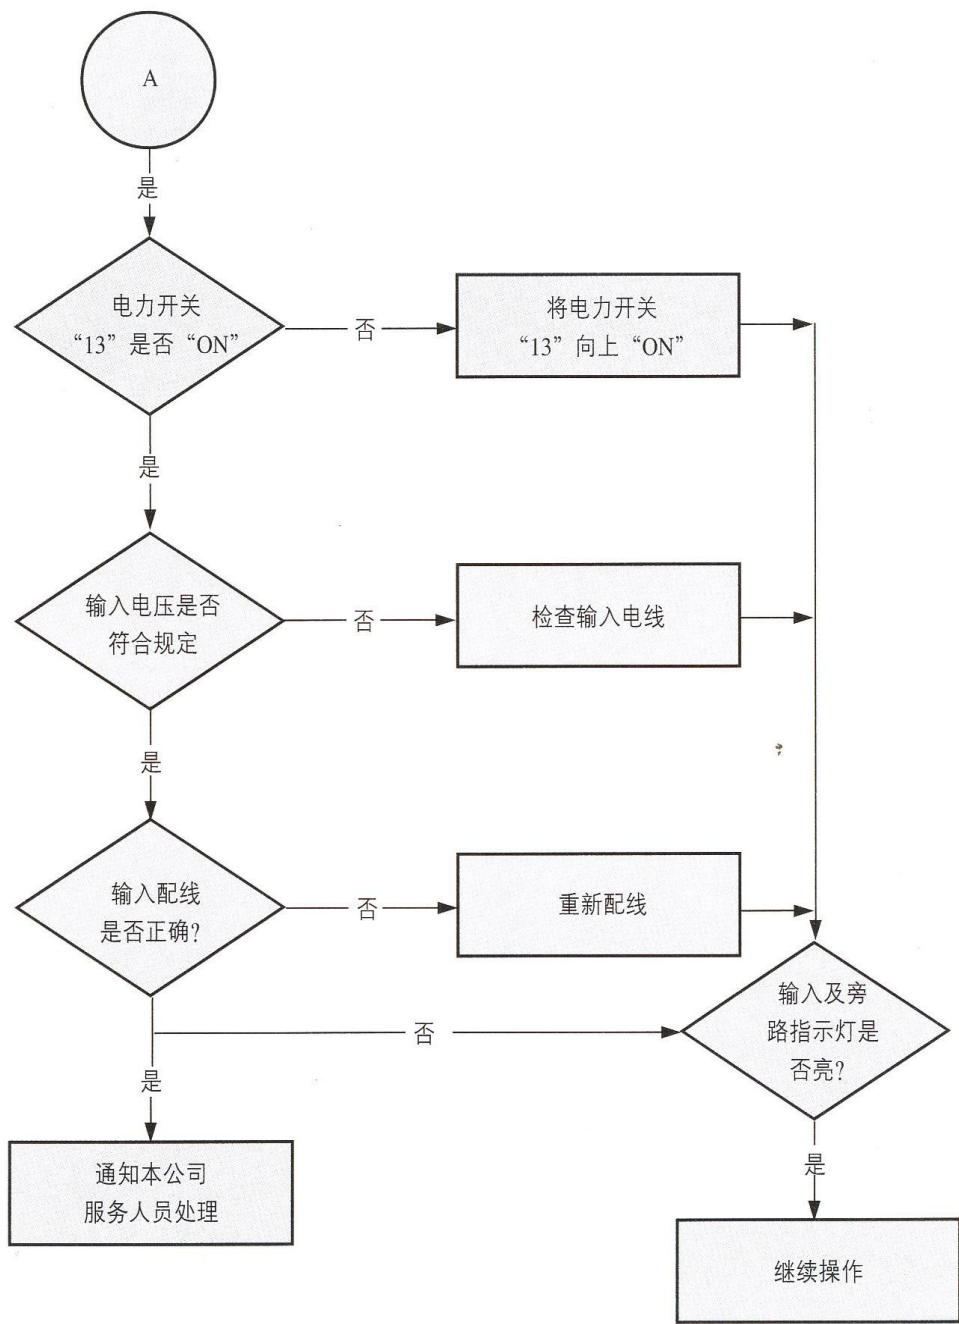 A
是
电力开关
“13”是否“ON”
否
将电力开关
“13”向上“ON”
是
输入电压是否
符合规定
否
检查输入电线
是
输入配线
是否正确?
否
重新配线
输入及旁
路指示灯是
否亮?
否
是
通知本公司
服务人员处理
是
继续操作